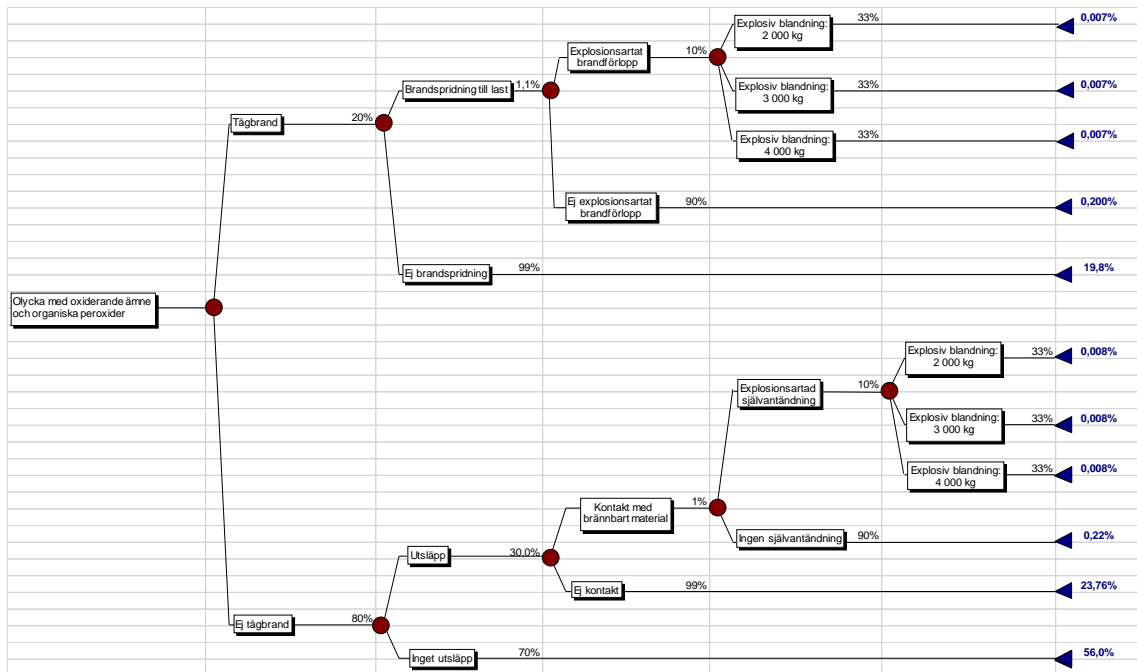 Explosiv blandning:
2 000 kg
33%
0,007%
Explosionsartat
brandförlopp
10%
Brandspridning till last
1,1%
Explosiv blandning:
3 000 kg
33%
0,007%
Tågbrand
20%
Explosiv blandning:
4 000 kg
33%
0,007%
Ej explosionsartat
brandförlopp
90%
0,200%
Ej brandspridning
99%
19,8%
Olycka med oxiderande ämne
och organiska peroxider
Explosiv blandning:
2 000 kg
33%
0,008%
Explosionsartad
självantändning
10%
Explosiv blandning:
3 000 kg
33%
0,008%
Explosiv blandning:
4 000 kg
33%
0,008%
Kontakt med
brännbart material
1%
Ingen självantändning
90%
0,22%
Utsläpp
30,0%
Ej kontakt
99%
23,76%
Ej tågbrand
80%
Inget utsläpp
70%
56,0%